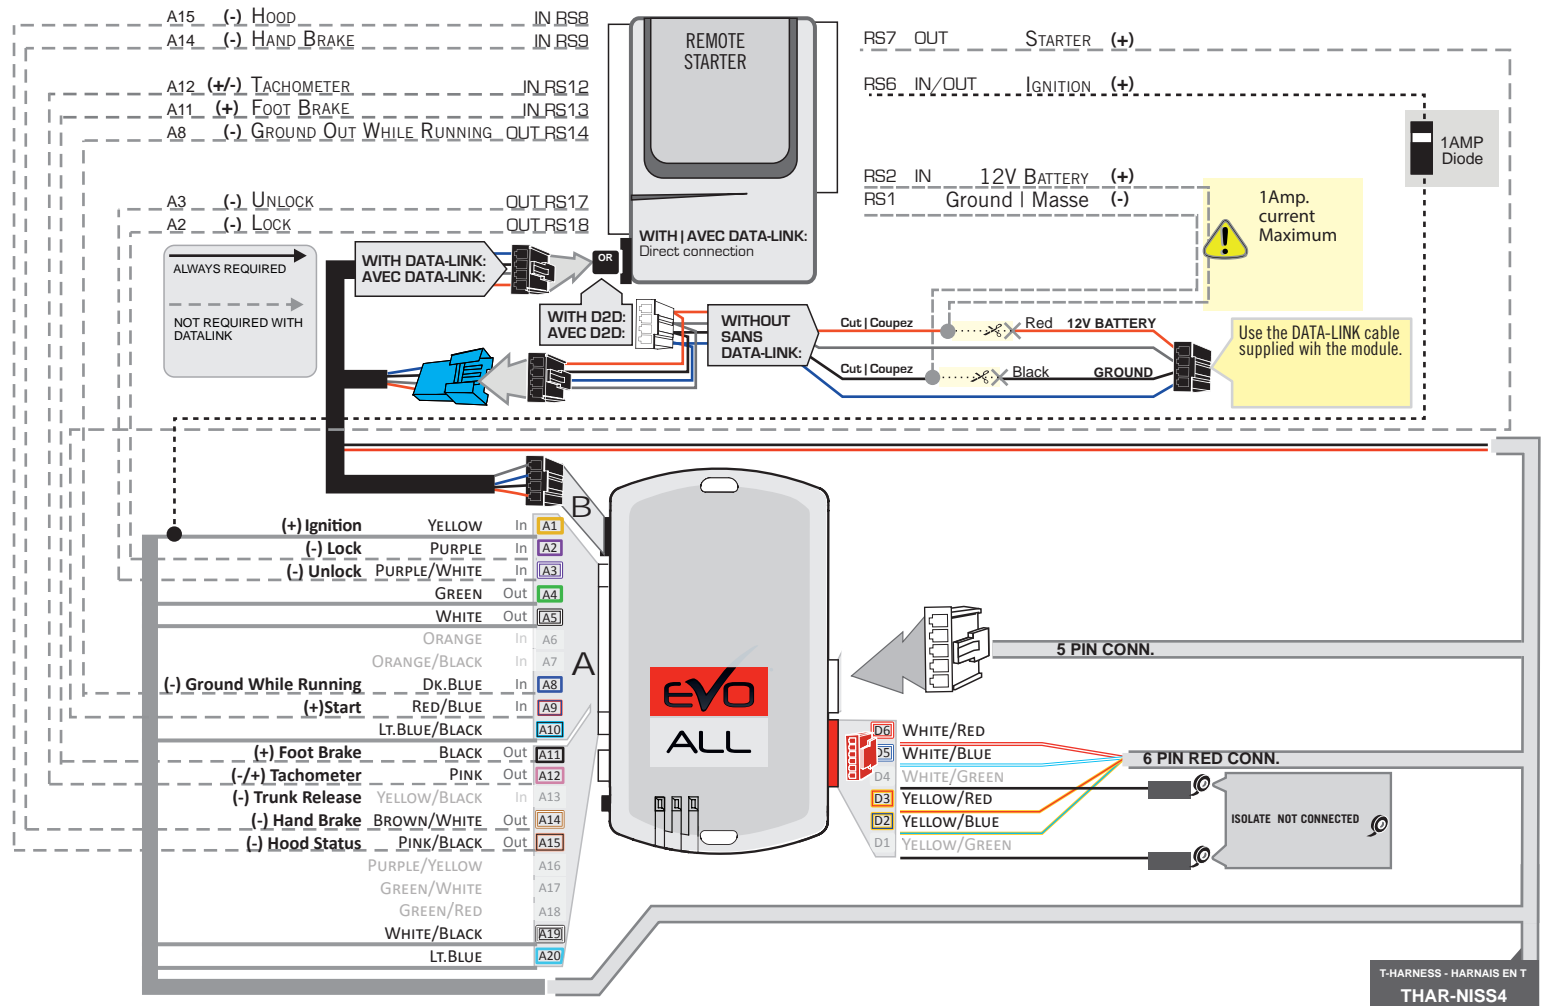 A15 (-) HOOD IN RS8
A14 (-) HAND BRAKE IN RS9
A12 (+/-) TACHOMETER IN RS12
A11 (+) FOOT BRAKE IN RS13
A8 (-) GROUND OUT WHILE RUNNING OUT RS14
A3 (-) UNLOCK OUT RS17
A2 (-) LOCK OUT RS18
REMOTE
STARTER
WITH | AVEC DATA-LINK:
Direct connection
RS7 OUT STARTER (+)
RS6 IN/OUT IGNITION (+)
RS2 IN 12V BATTERY (+)
RS1 Ground | Masse (-)
1AMP
Diode
1Amp.
current
Maximum
ALWAYS REQUIRED
NOT REQUIRED WITH
DATALINK
WITH DATA-LINK:
AVEC DATA-LINK:
OR
WITH D2D:
AVEC D2D:
WITHOUT
SANS
DATA-LINK:
Cut | Coupez Red 12V BATTERY
Cut | Coupez Black GROUND
Use the DATA-LINK cable
supplied wih the module.
B
A
(+) Ignition YELLOW In A1
(-) Lock PURPLE In A2
(-) Unlock PURPLE/WHITE In A3
GREEN Out A4
WHITE Out A5
ORANGE In A6
ORANGE/BLACK In A7
(-) Ground While Running DK.BLUE In A8
(+)Start RED/BLUE In A9
LT.BLUE/BLACK A10
(+) Foot Brake BLACK Out A11
(-/+) Tachometer PINK Out A12
(-) Trunk Release YELLOW/BLACK In A13
(-) Hand Brake BROWN/WHITE Out A14
(-) Hood Status PINK/BLACK Out A15
PURPLE/YELLOW A16
GREEN/WHITE A17
GREEN/RED A18
WHITE/BLACK A19
LT.BLUE A20
EVO
ALL
5 PIN CONN.
D6 WHITE/RED
D5 WHITE/BLUE
D4 WHITE/GREEN
D3 YELLOW/RED
D2 YELLOW/BLUE
D1 YELLOW/GREEN
6 PIN RED CONN.
ISOLATE NOT CONNECTED
T-HARNESS - HARNAIS EN T
THAR-NISS4